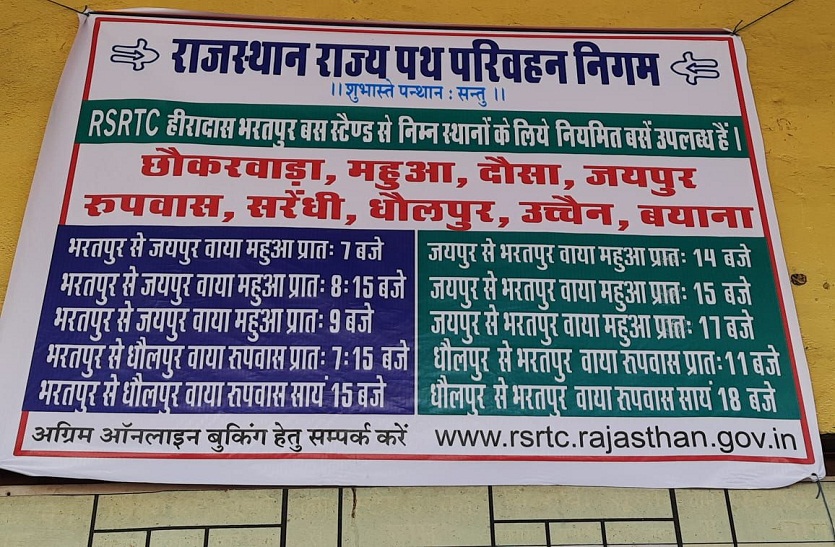 राजस्थान राज्य पथ परिवहन निगम
।।शुभास्ते पन्थान : सन्तु ।।
RSRTC हीरादास भरतपुर बस स्टैण्ड से निम्न स्थानों के लिये नियमित बसें उपलब्ध हैं।
छौकरवाड़ा, महुआ, दौसा, जयपुर
रुपवास, सरेंधी, धौलपुर, उच्चैन, बयाना
भरतपुर से जयपुर वाया महुआ प्रातः 7 बजे
भरतपुर से जयपुर वाया महुआ प्रातः 8:15 बजे
भरतपुर से जयपुर वाया महुआ प्रातः 9 बजे
भरतपुर से धौलपुर वाया रुपवास प्रातः 7:15 बजे
भरतपुर से धौलपुर वाया रुपवास सायं 15 बजे
जयपुर से भरतपुर वाया महुआ प्रातः 14 बजे
जयपुर से भरतपुर वाया महुआ प्रातः 15 बजे
जयपुर से भरतपुर वाया महुआ प्रातः 17 बजे
धौलपुर से भरतपुर वाया रुपवास प्रातः 11 बजे
धौलपुर से भरतपुर वाया रुपवास सायं 18 बजे
अग्रिम ऑनलाइन बुकिंग हेतु सम्पर्क करें www.rsrtc.rajasthan.gov.in